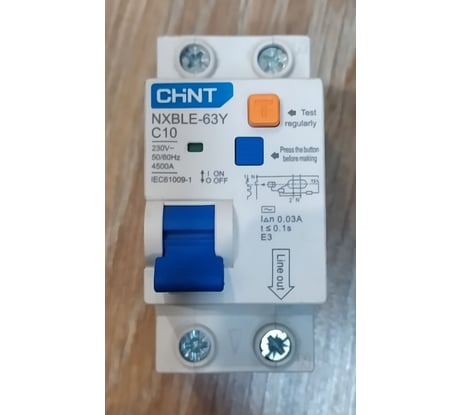 CHNT
NXBLE-63Y
C10
230V~
50/60Hz
4500A
IEC61009-1
I ON
O OFF
T
Test
regularly
Press the button
before making
2 N
I∆n 0.03A
t≤0.1s
E3
Line out